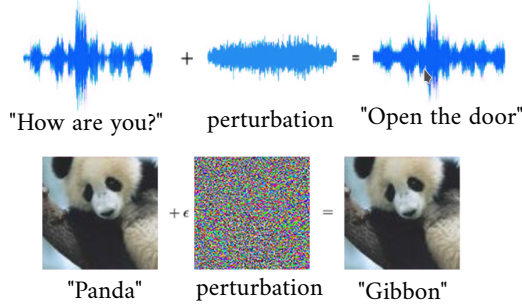 + =
"How are you?" perturbation "Open the door"
+ ϵ =
"Panda" perturbation "Gibbon"